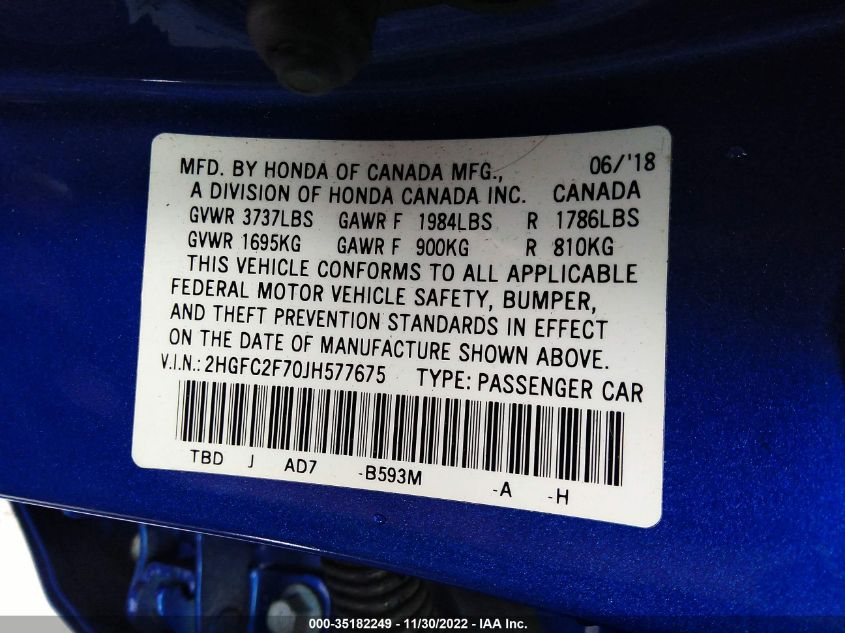 MFD. BY HONDA OF CANADA MFG., 06/'18
A DIVISION OF HONDA CANADA INC. CANADA
GVWR 3737LBS GAWR F 1984LBS R 1786LBS
GVWR 1695KG GAWR F 900KG R 810KG
THIS VEHICLE CONFORMS TO ALL APPLICABLE
FEDERAL MOTOR VEHICLE SAFETY, BUMPER,
AND THEFT PREVENTION STANDARDS IN EFFECT
ON THE DATE OF MANUFACTURE SHOWN ABOVE.
V.I.N.: 2HGFC2F70JH577675 TYPE: PASSENGER CAR
TBD J AD7 -B593M -A -H
000-35182249 - 11/30/2022 - IAA Inc.